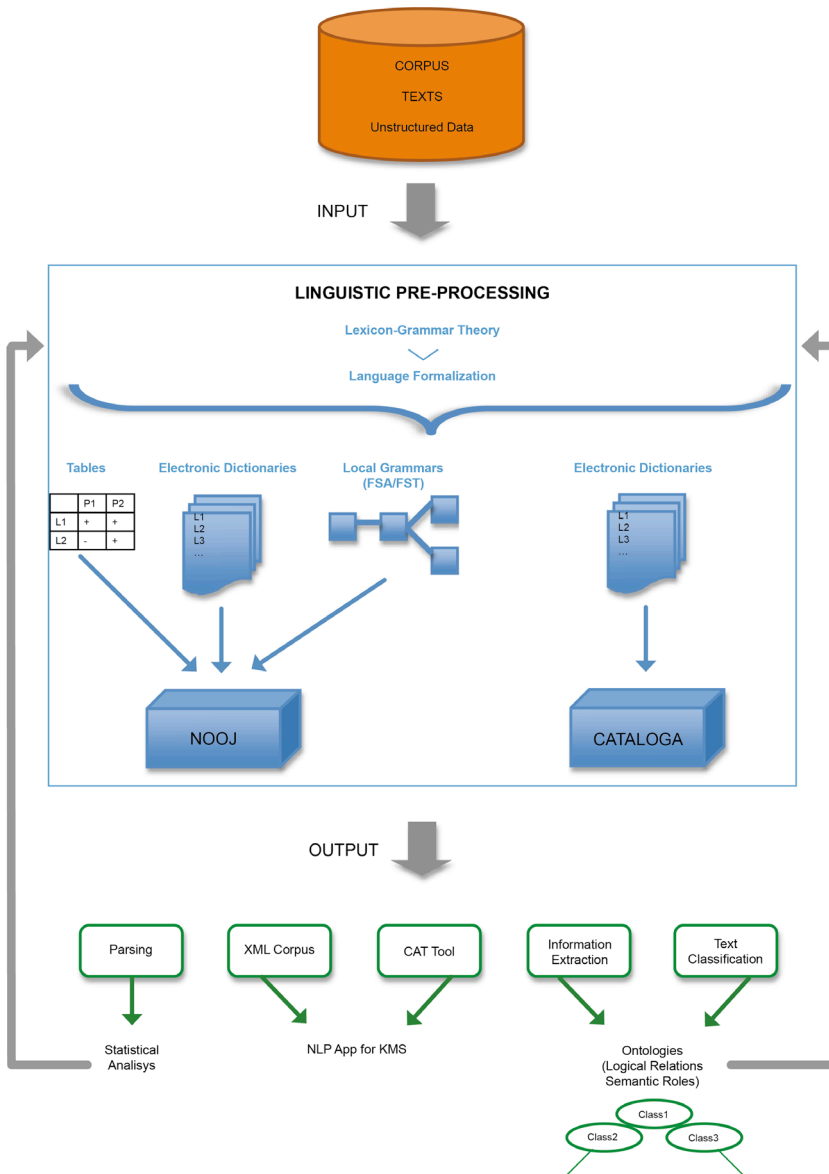 CORPUS
TEXTS
Unstructured Data
INPUT
LINGUISTIC PRE-PROCESSING
Lexicon-Grammar Theory
Language Formalization
Tables
Electronic Dictionaries
Local Grammars
(FSA/FST)
Electronic Dictionaries
P1 P2
L1 + +
L2 - +
L1
L2
L3
...
L1
L2
L3
...
NOOJ
CATALOGA
OUTPUT
Parsing
XML Corpus
CAT Tool
Information
Extraction
Text
Classification
Statistical
Analisys
NLP App for KMS
Ontologies
(Logical Relations
Semantic Roles)
Class1
Class2
Class3